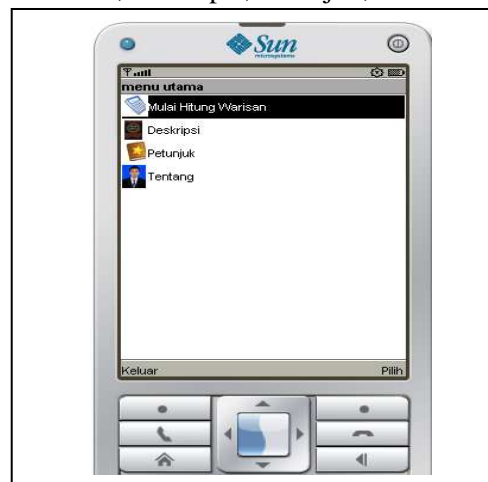 Sun
microsystems
menu utama
Mulai Hitung Warisan
Deskripsi
Petunjuk
Tentang
Keluar
Pilih